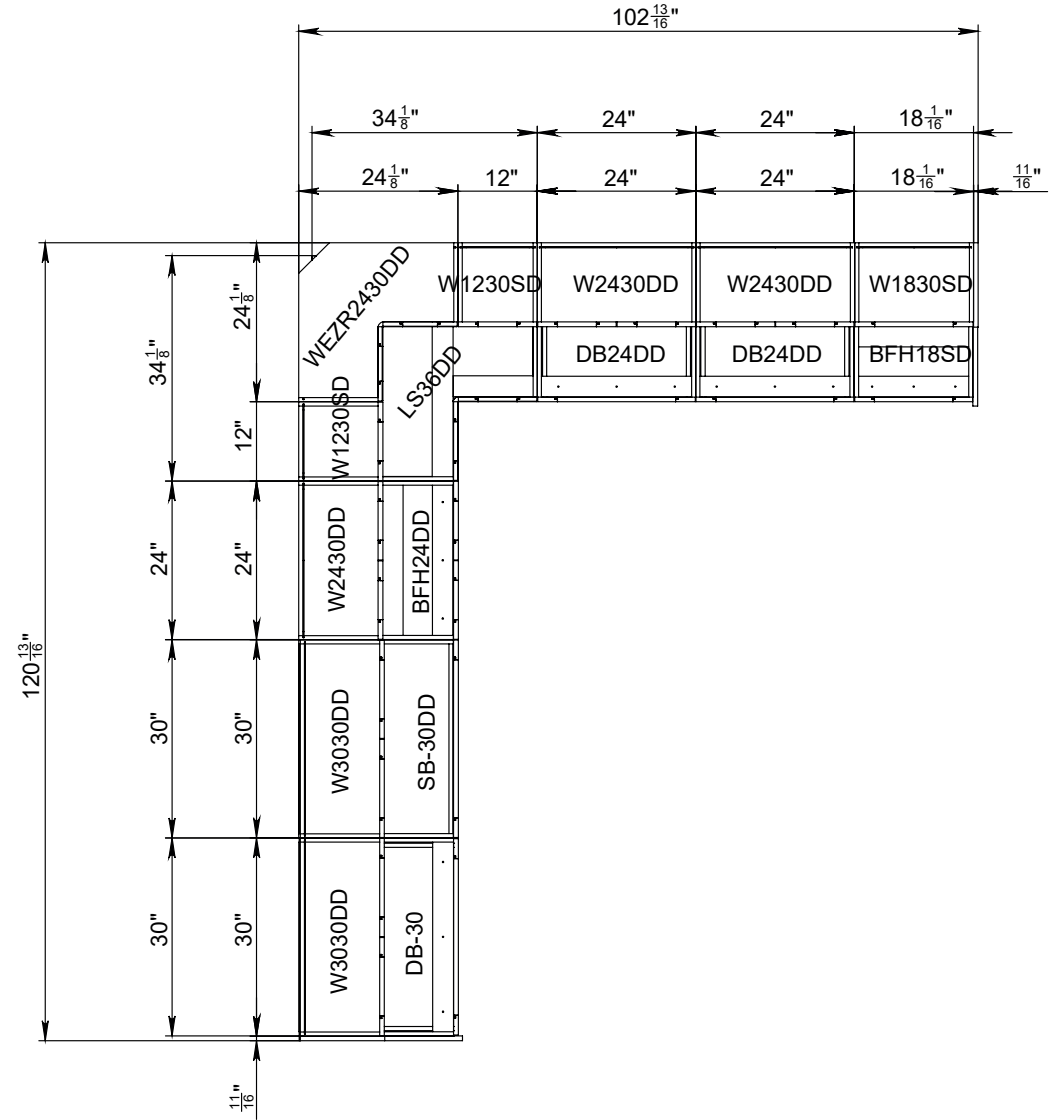 102 13/16"
34 1/8" 24" 24" 18 1/16"
24 1/8" 12" 24" 24" 18 1/16" 11/16"
WEZR2430DD
W1230SD
W2430DD
W2430DD
W1830SD
DB24DD
DB24DD
BFH18SD
LS36DD
W1230SD
W2430DD
BFH24DD
W3030DD
SB-30DD
W3030DD
DB-30
120 13/16"
34 1/8"
24"
30"
30"
24 1/8"
12"
24"
30"
30"
11/16"